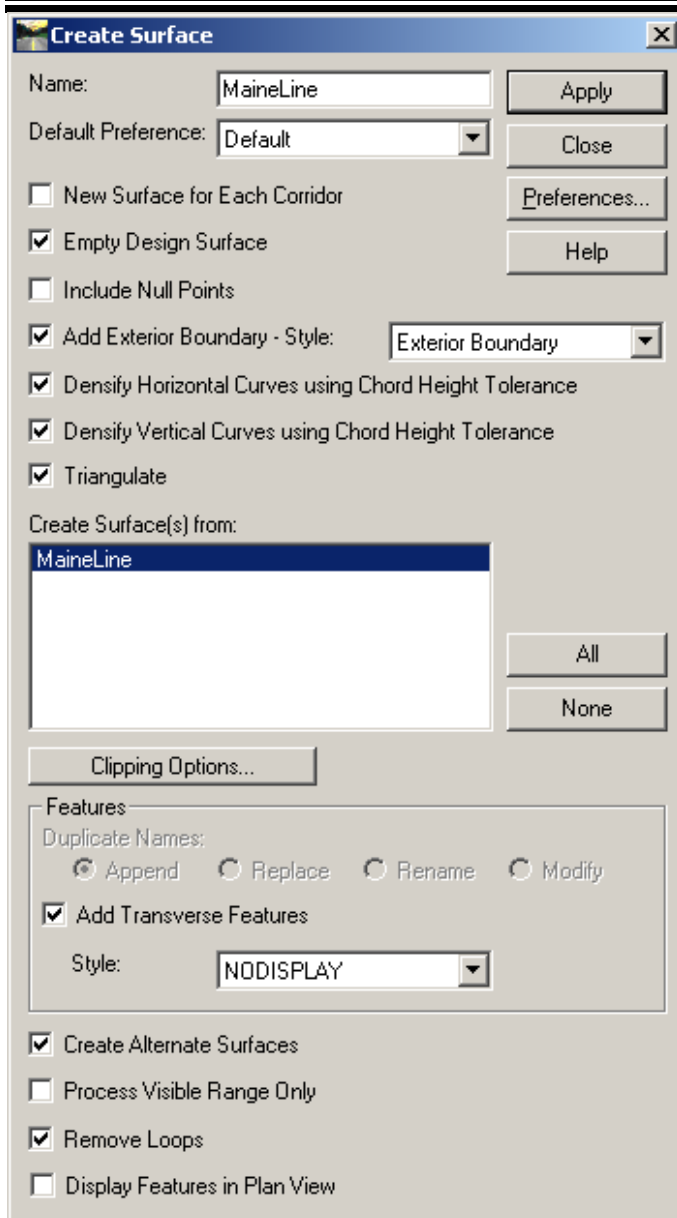 Create Surface
Name: MaineLine Apply
Default Preference: Default Close
New Surface for Each Corridor Preferences...
Empty Design Surface Help
Include Null Points
Add Exterior Boundary - Style: Exterior Boundary
Densify Horizontal Curves using Chord Height Tolerance
Densify Vertical Curves using Chord Height Tolerance
Triangulate
Create Surface(s) from:
MaineLine
All
None
Clipping Options...
Features
Duplicate Names:
Append Replace Rename Modify
Add Transverse Features
Style: NODISPLAY
Create Alternate Surfaces
Process Visible Range Only
Remove Loops
Display Features in Plan View